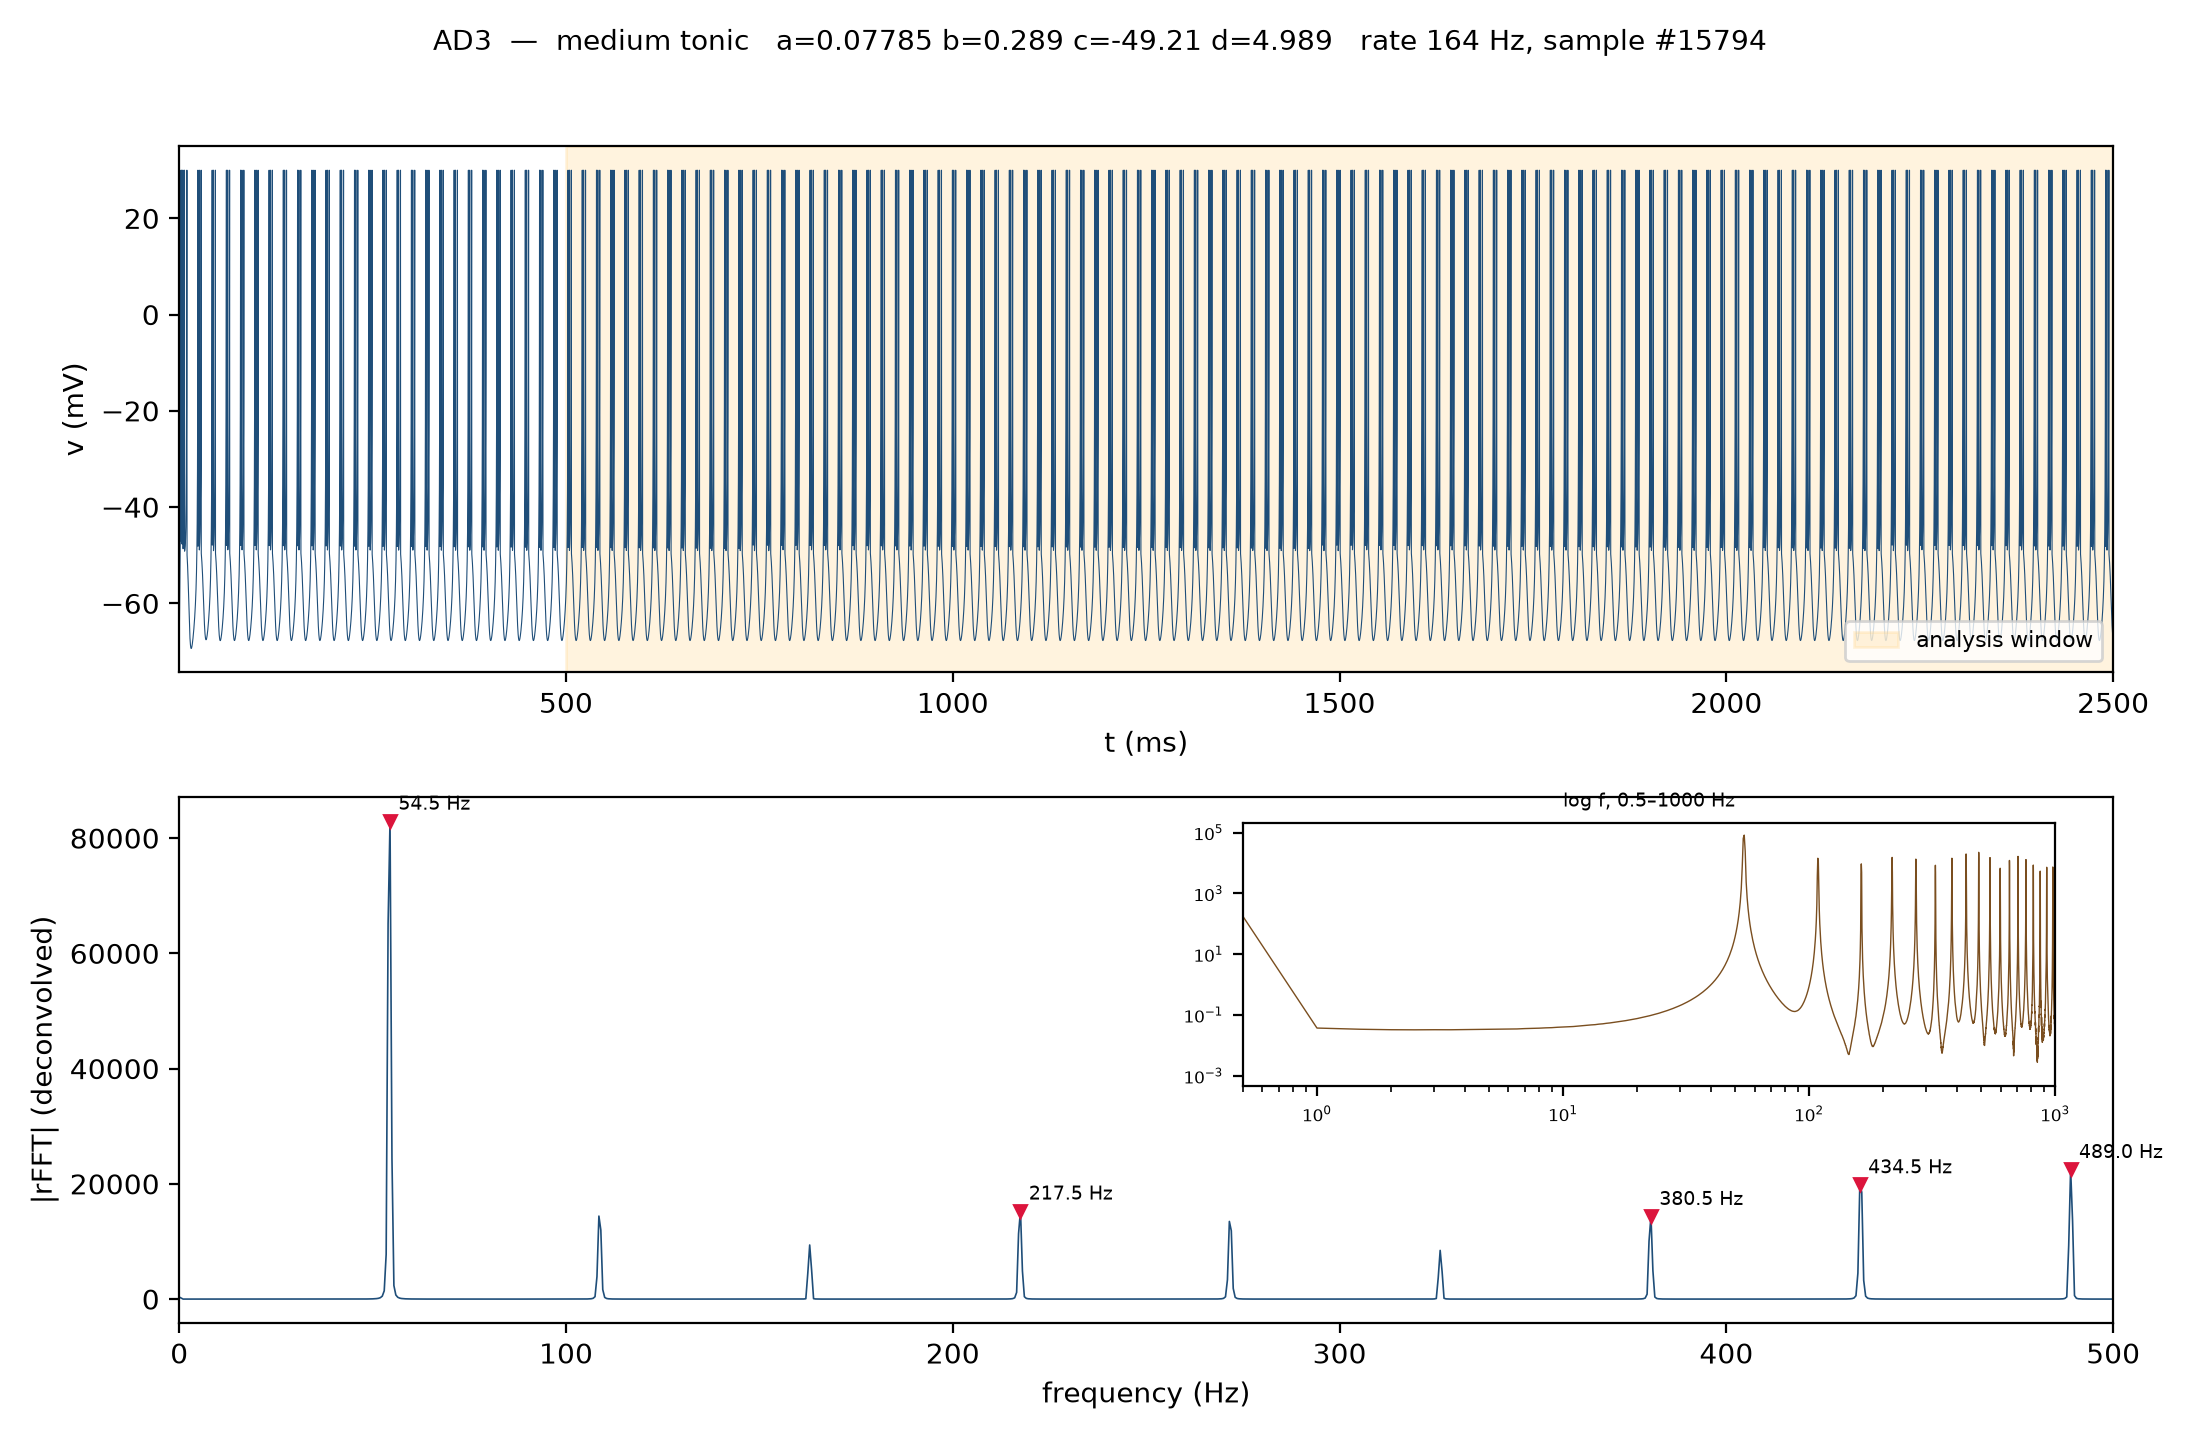 AD3 — medium tonic a=0.07785 b=0.289 c=-49.21 d=4.989 rate 164 Hz, sample #15794
20
0
−20
−40
−60
v (mV)
analysis window
500
1000
1500
2000
2500
t (ms)
54.5 Hz
log f, 0.5–1000 Hz
80000
60000
40000
20000
0
|rFFT| (deconvolved)
10^5
10^3
10^1
10^−1
10^−3
10^0
10^1
10^2
10^3
217.5 Hz
380.5 Hz
434.5 Hz
489.0 Hz
0
100
200
300
400
500
frequency (Hz)